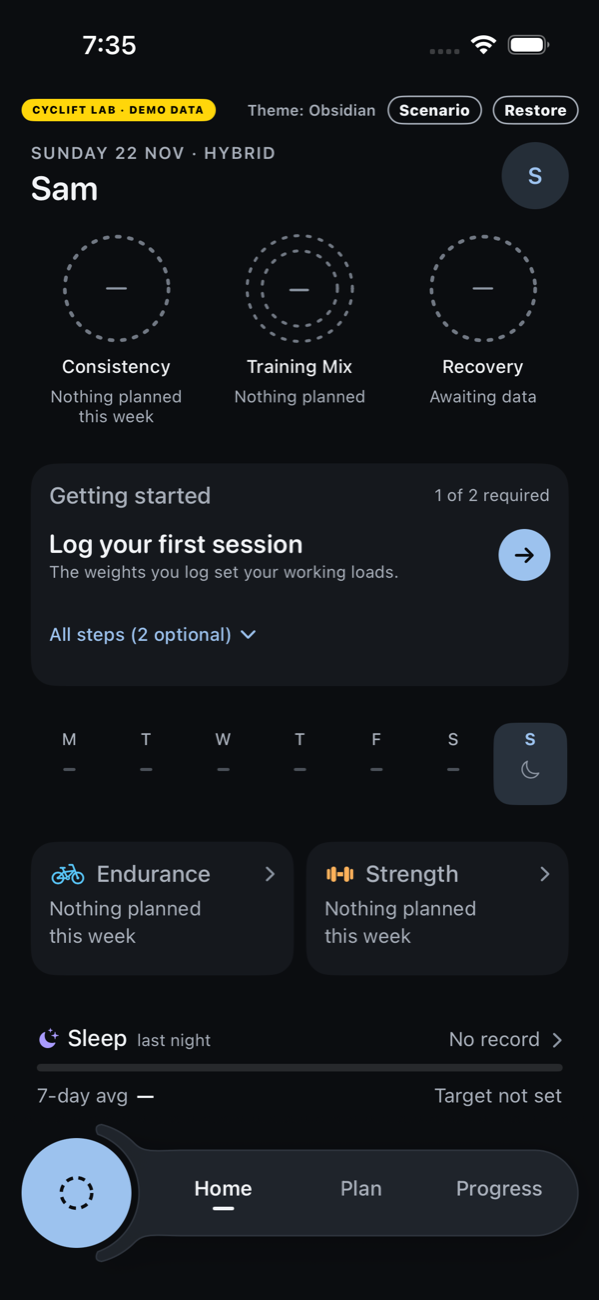 7:35
CYCLIFT LAB · DEMO DATA
Theme: Obsidian
Scenario
Restore
SUNDAY 22 NOV · HYBRID
Sam
S
Consistency
Nothing planned
this week
Training Mix
Nothing planned
Recovery
Awaiting data
Getting started
1 of 2 required
Log your first session
The weights you log set your working loads.
All steps (2 optional)
M T W T F S S
Endurance
Nothing planned
this week
Strength
Nothing planned
this week
Sleep last night
No record
7-day avg —
Target not set
Home
Plan
Progress